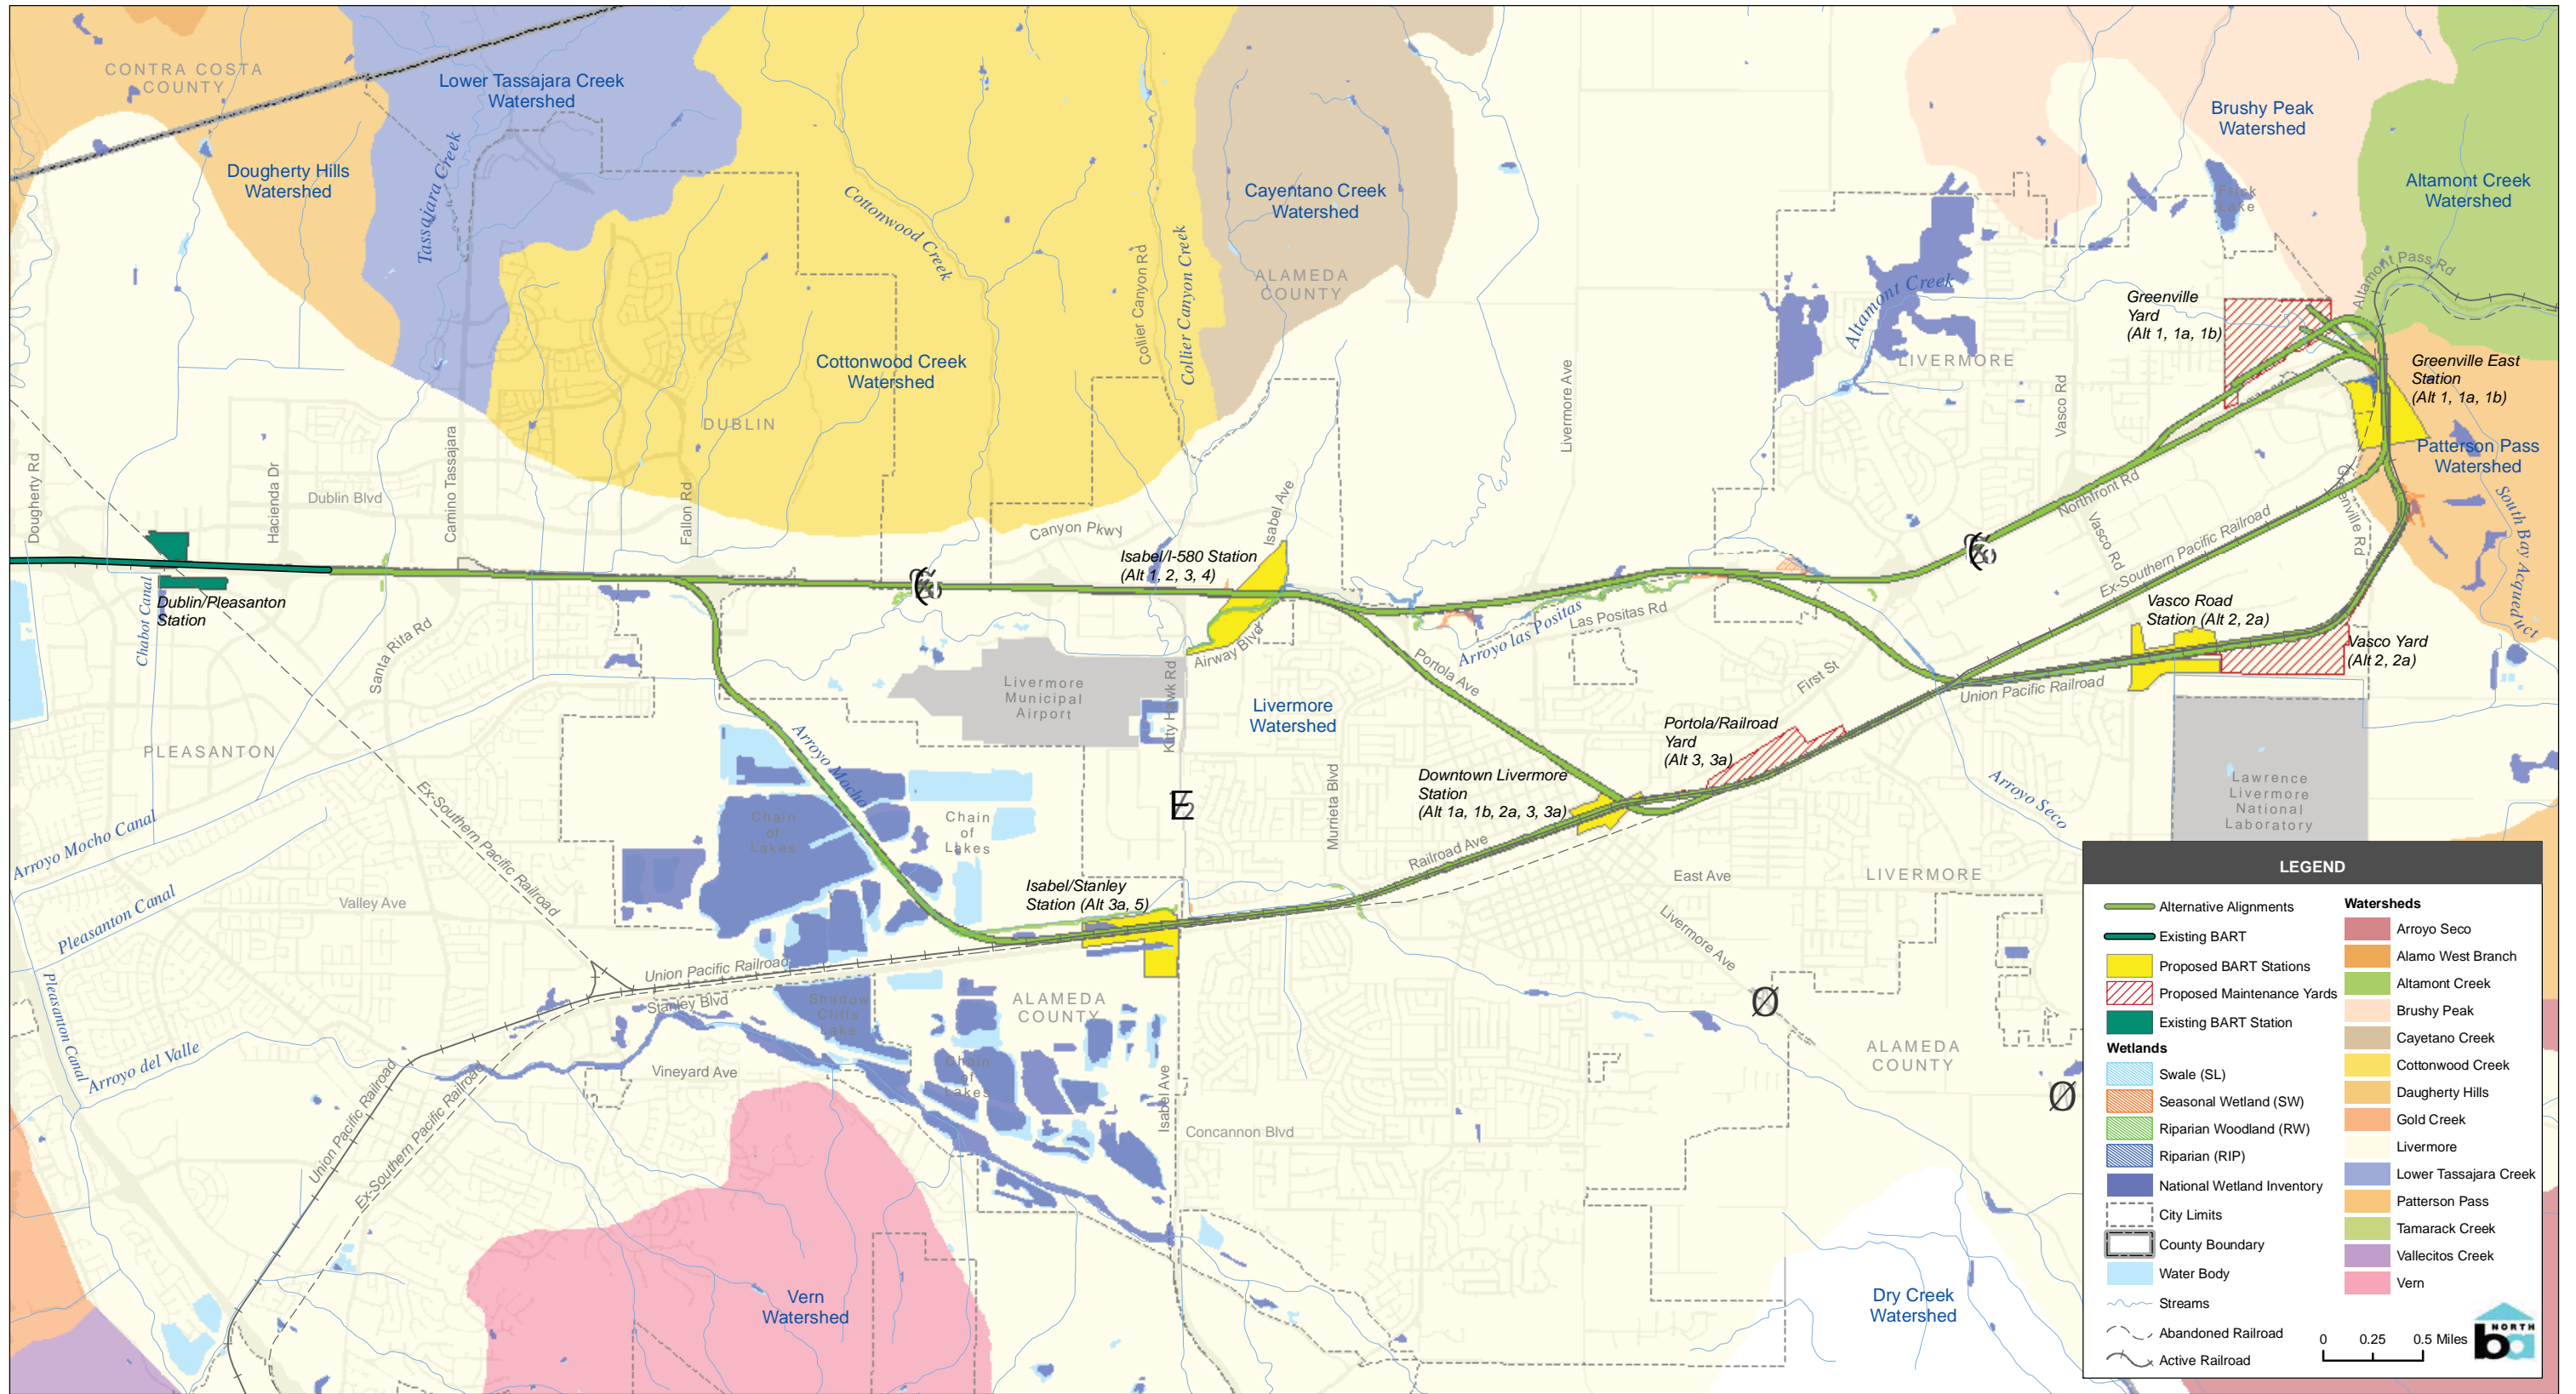 CONTRA COSTA
COUNTY
Lower Tassajara Creek
Watershed
Dougherty Hills
Watershed
Tassajara Creek
Cottonwood Creek
Cottonwood Creek
Watershed
Collier Canyon Rd
Collier Canyon Creek
Cayentano Creek
Watershed
ALAMEDA
COUNTY
Brushy Peak
Watershed
Frick
Lake
Altamont Creek
Watershed
Altamont Pass Rd
Altamont Creek
LIVERMORE
Greenville
Yard
(Alt 1, 1a, 1b)
Greenville East
Station
(Alt 1, 1a, 1b)
Patterson Pass
Watershed
South Bay Acqueduct
Greenville Rd
DUBLIN
Dougherty Rd
Hacienda Dr
Dublin Blvd
Camino Tassajara
Fallon Rd
Canyon Pkwy
Isabel Ave
Livermore Ave
Vasco Rd
Northfront Rd
Vasco Rd
Ex-Southern Pacific Railroad
Isabel/I-580 Station
(Alt 1, 2, 3, 4)
Dublin/Pleasanton
Station
Chabot Canal
Santa Rita Rd
Airway Blvd
Arroyo las Positas
Las Positas Rd
Portola Ave
First St
Vasco Road
Station (Alt 2, 2a)
Vasco Yard
(Alt 2, 2a)
Union Pacific Railroad
Livermore
Municipal
Airport
Kitty Hawk Rd
Livermore
Watershed
PLEASANTON
Arroyo Mocho
Portola/Railroad
Yard
(Alt 3, 3a)
Downtown Livermore
Station
(Alt 1a, 1b, 2a, 3, 3a)
Murrieta Blvd
Railroad Ave
Arroyo Seco
Lawrence
Livermore
National
Laboratory
Ex-Southern Pacific Railroad
Chain
of
Lakes
Chain
of
Lakes
Arroyo Mocho Canal
Pleasanton Canal
Valley Ave
Isabel/Stanley
Station (Alt 3a, 5)
East Ave
LIVERMORE
Livermore Ave
Union Pacific Railroad
Stanley Blvd
Shadow
Cliffs
Lake
ALAMEDA
COUNTY
Pleasanton Canal
Arroyo del Valle
Vineyard Ave
Chain
of
Lakes
Isabel Ave
Concannon Blvd
ALAMEDA
COUNTY
Union Pacific Railroad
Ex-Southern Pacific Railroad
Vern
Watershed
Dry Creek
Watershed
LEGEND
Alternative Alignments
Existing BART
Proposed BART Stations
Proposed Maintenance Yards
Existing BART Station
Wetlands
Swale (SL)
Seasonal Wetland (SW)
Riparian Woodland (RW)
Riparian (RIP)
National Wetland Inventory
City Limits
County Boundary
Water Body
Streams
Abandoned Railroad
Active Railroad
Watersheds
Arroyo Seco
Alamo West Branch
Altamont Creek
Brushy Peak
Cayetano Creek
Cottonwood Creek
Daugherty Hills
Gold Creek
Livermore
Lower Tassajara Creek
Patterson Pass
Tamarack Creek
Vallecitos Creek
Vern
0 0.25 0.5 Miles
NORTH
ba